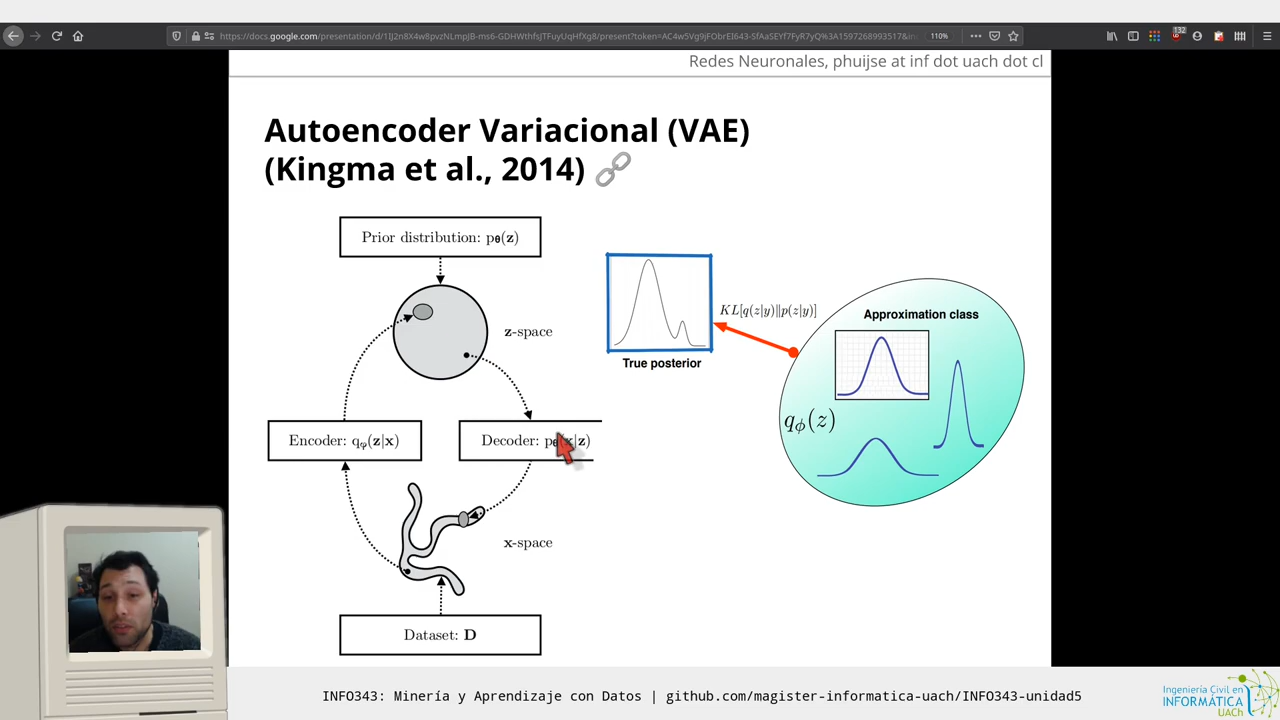 110%
132
Redes Neuronales, phuijse at inf dot uach dot cl
Autoencoder Variacional (VAE)
(Kingma et al., 2014)
Prior distribution: pθ(z)
z-space
Encoder: qφ(z|x)
Decoder: pθ(x|z)
x-space
Dataset: D
KL[q(z|y)||p(z|y)]
True posterior
Approximation class
qϕ(z)
INFO343: Minería y Aprendizaje con Datos | github.com/magister-informatica-uach/INFO343-unidad5
Ingeniería Civil en
INFORMÁTICA
UACh